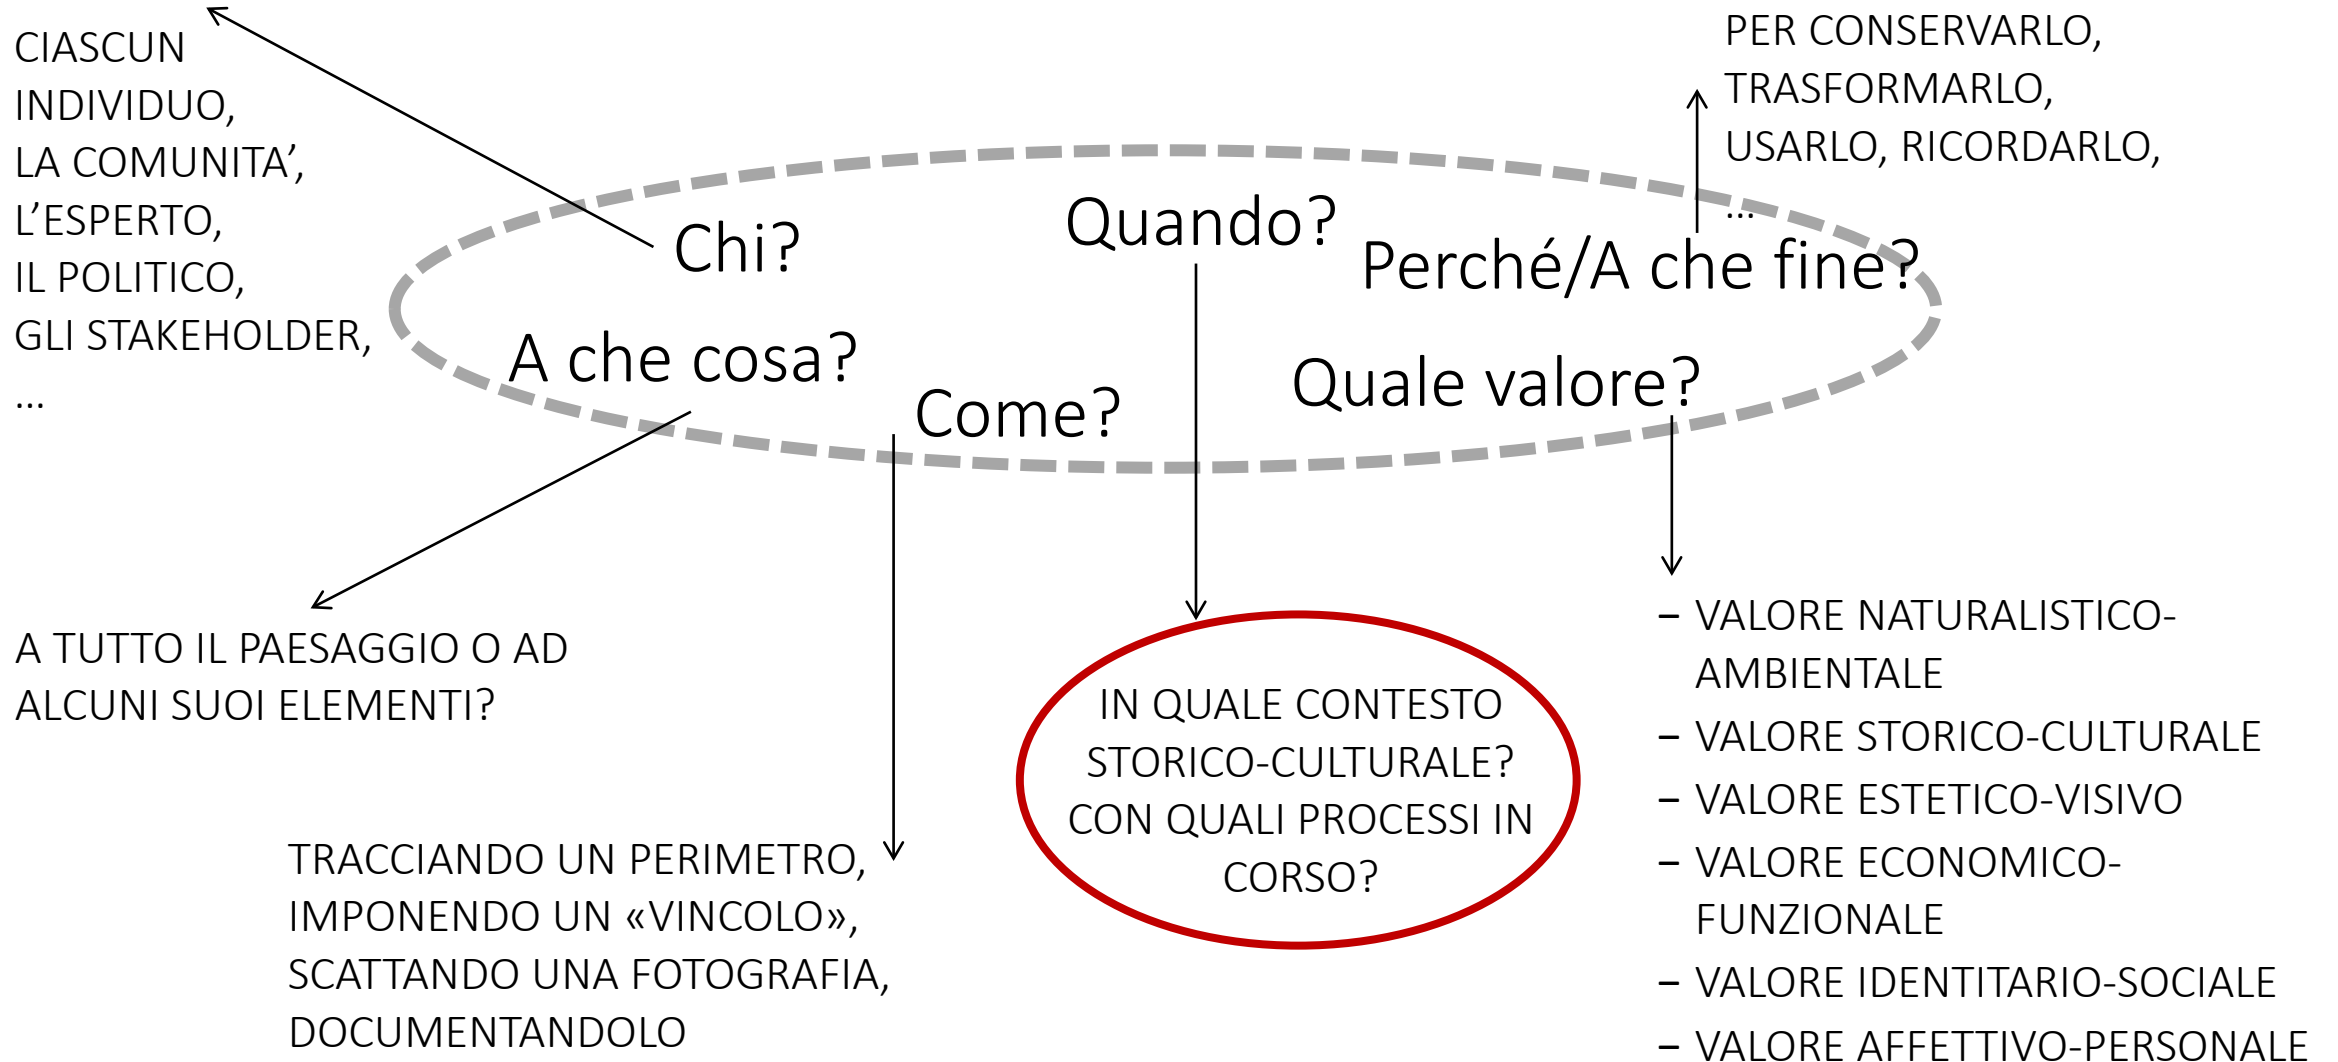 CIASCUN
INDIVIDUO,
LA COMUNITA’,
L’ESPERTO,
IL POLITICO,
GLI STAKEHOLDER,
...
PER CONSERVARLO,
TRASFORMARLO,
USARLO, RICORDARLO,
...
Chi?
Quando?
Perché/A che fine?
A che cosa?
Come?
Quale valore?
A TUTTO IL PAESAGGIO O AD
ALCUNI SUOI ELEMENTI?
TRACCIANDO UN PERIMETRO,
IMPONENDO UN «VINCOLO»,
SCATTANDO UNA FOTOGRAFIA,
DOCUMENTANDOLO
IN QUALE CONTESTO
STORICO-CULTURALE?
CON QUALI PROCESSI IN
CORSO?
– VALORE NATURALISTICO-
AMBIENTALE
– VALORE STORICO-CULTURALE
– VALORE ESTETICO-VISIVO
– VALORE ECONOMICO-
FUNZIONALE
– VALORE IDENTITARIO-SOCIALE
– VALORE AFFETTIVO-PERSONALE